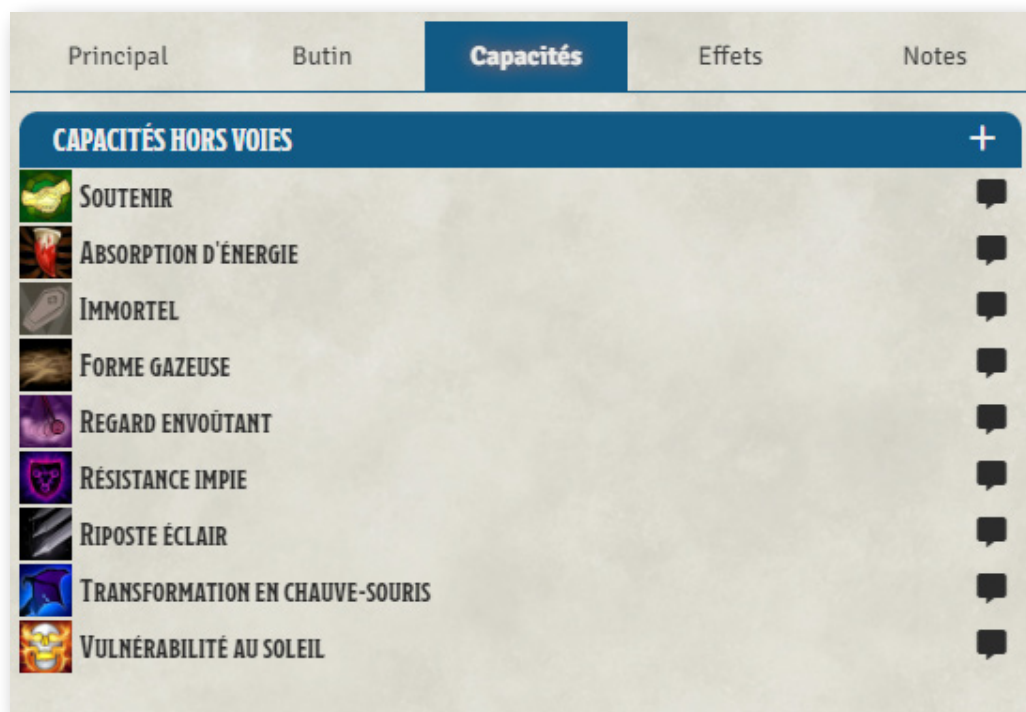 Principal Butin Capacités Effets Notes
CAPACITÉS HORS VOIES +
SOUTENIR
ABSORPTION D'ÉNERGIE
IMMORTEL
FORME GAZEUSE
REGARD ENVOÛTANT
RÉSISTANCE IMPIE
RIPOSTE ÉCLAIR
TRANSFORMATION EN CHAUVE-SOURIS
VULNÉRABILITÉ AU SOLEIL